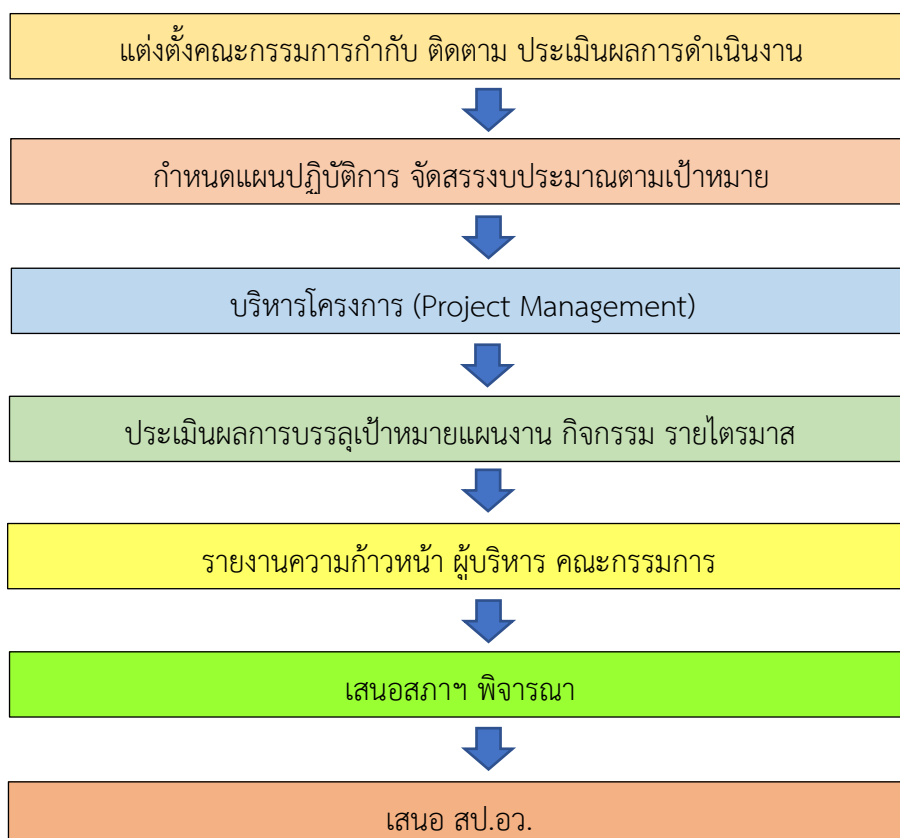 แต่งตั้งคณะกรรมการกำกับ ติดตาม ประเมินผลการดำเนินงาน
กำหนดแผนปฏิบัติการ จัดสรรงบประมาณตามเป้าหมาย
บริหารโครงการ (Project Management)
ประเมินผลการบรรลุเป้าหมายแผนงาน กิจกรรม รายไตรมาส
รายงานความก้าวหน้า ผู้บริหาร คณะกรรมการ
เสนอสภาฯ พิจารณา
เสนอ สป.อว.